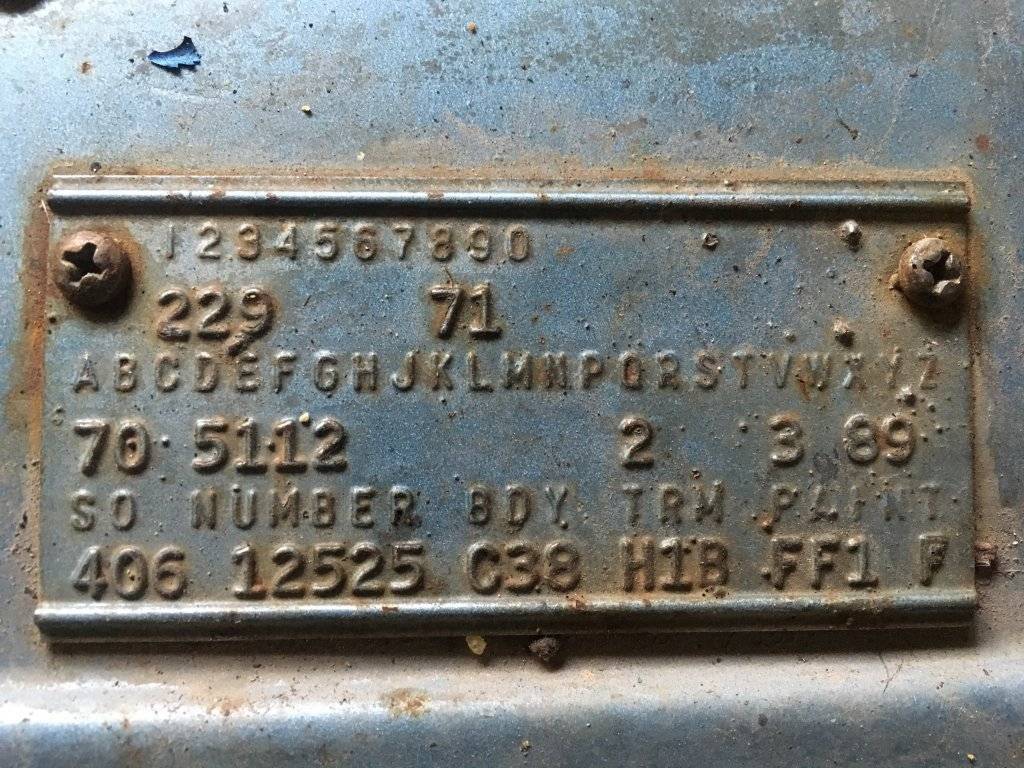 1234567890
229 71
ABCDEFGHJKLMNPQRSTVWXYZ
70 5112 2 3 89
SO NUMBER BDY TRM PAINT
406 12525 C38 H1B FF1 F